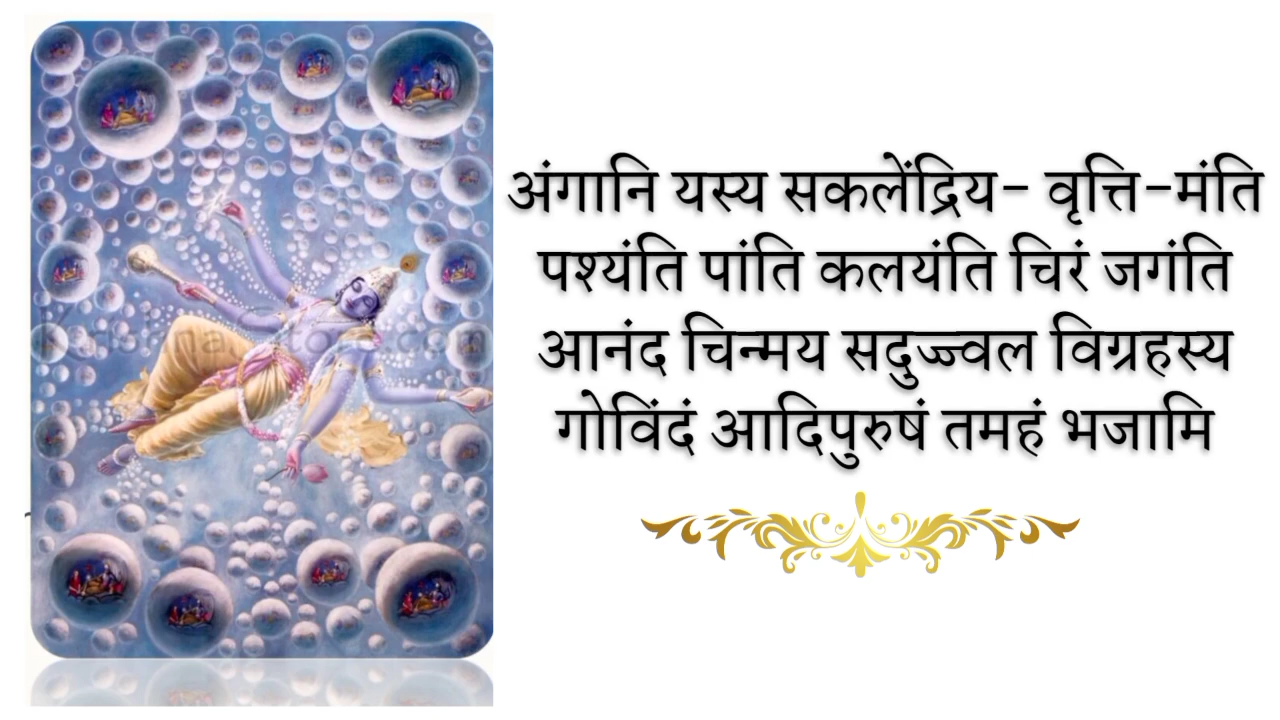 अंगानि यस्य सकलेंद्रिय- वृत्ति-मंति
पश्यंति पांति कलयंति चिरं जगंति
आनंद चिन्मय सदुज्ज्वल विग्रहस्य
गोविंदं आदिपुरुषं तमहं भजामि